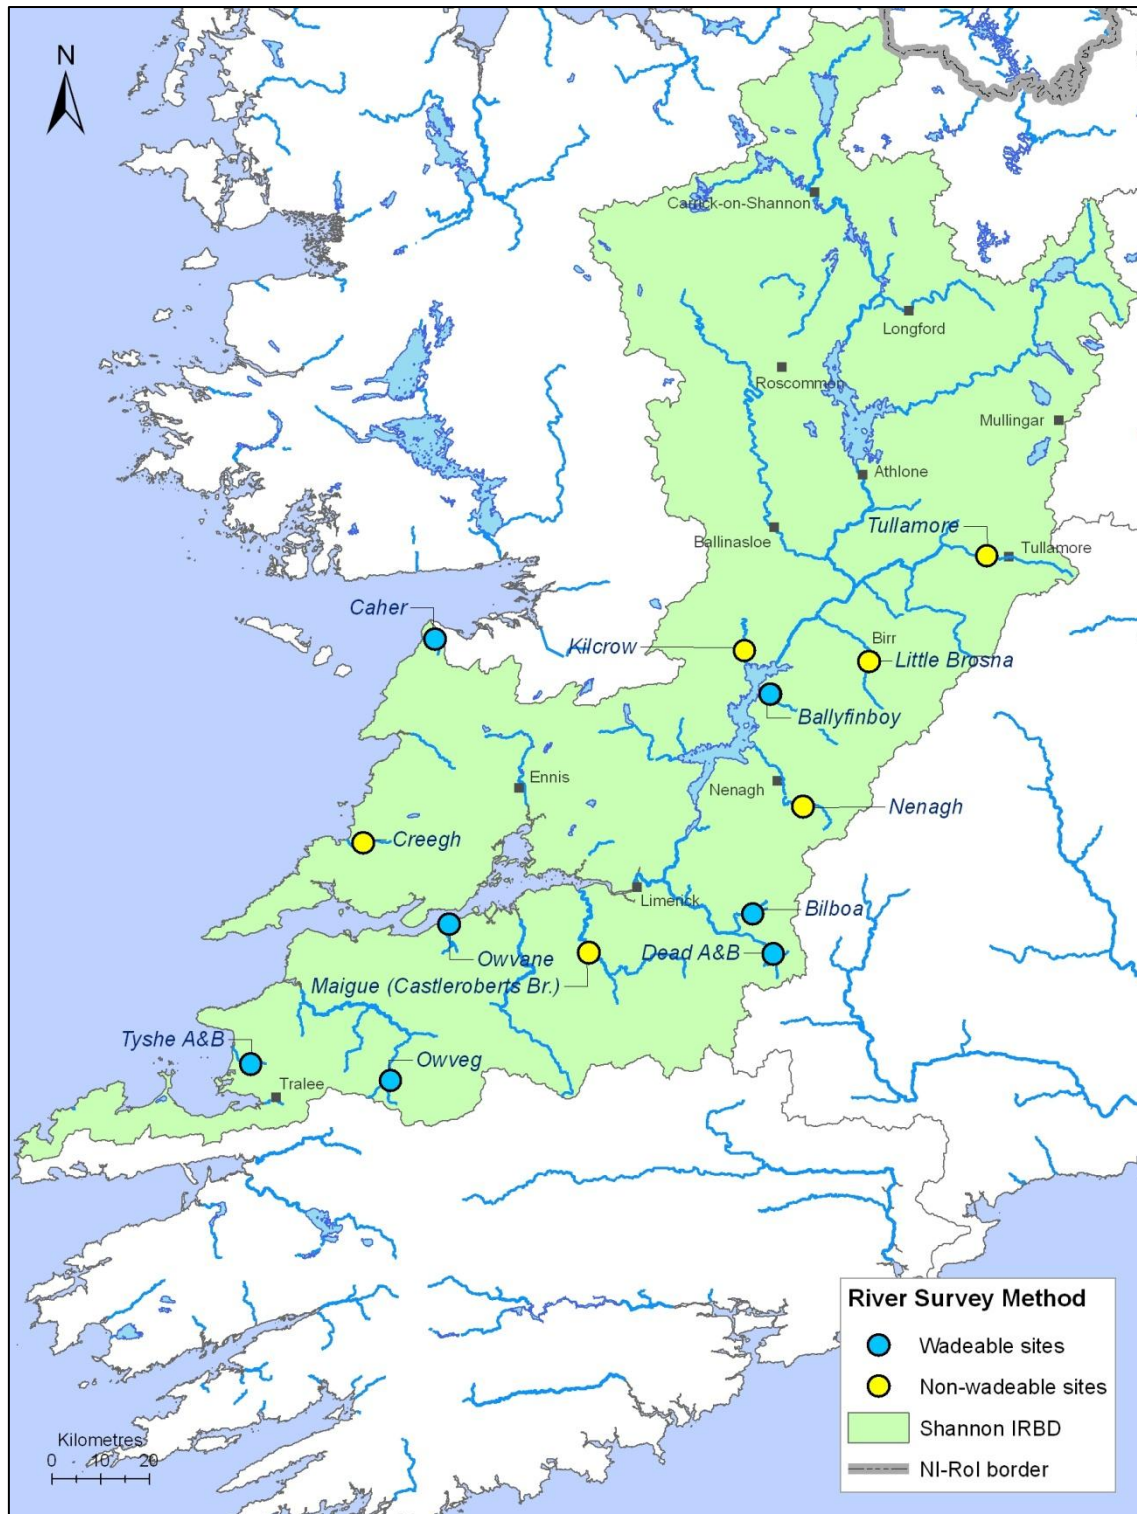 N
Carrick-on-Shannon
Longford
Roscommon
Mullingar
Athlone
Tullamore
Ballinasloe
Tullamore
Caher
Kilcrow
Birr
Little Brosna
Ballyfinboy
Ennis
Nenagh
Nenagh
Creegh
Limerick
Bilboa
Owvane
Dead A&B
Maigue (Castleroberts Br.)
Tyshe A&B
Owveg
Tralee
River Survey Method
Wadeable sites
Non-wadeable sites
Shannon IRBD
NI-RoI border
Kilometres
0 10 20